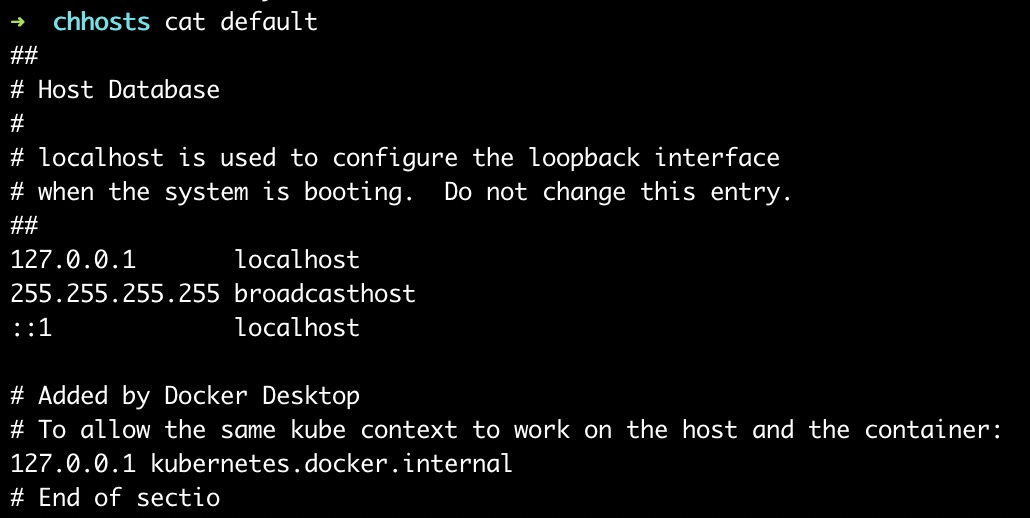 ➜  chhosts cat default
##
# Host Database
#
# localhost is used to configure the loopback interface
# when the system is booting.  Do not change this entry.
##
127.0.0.1       localhost
255.255.255.255 broadcasthost
::1             localhost

# Added by Docker Desktop
# To allow the same kube context to work on the host and the container:
127.0.0.1 kubernetes.docker.internal
# End of sectio